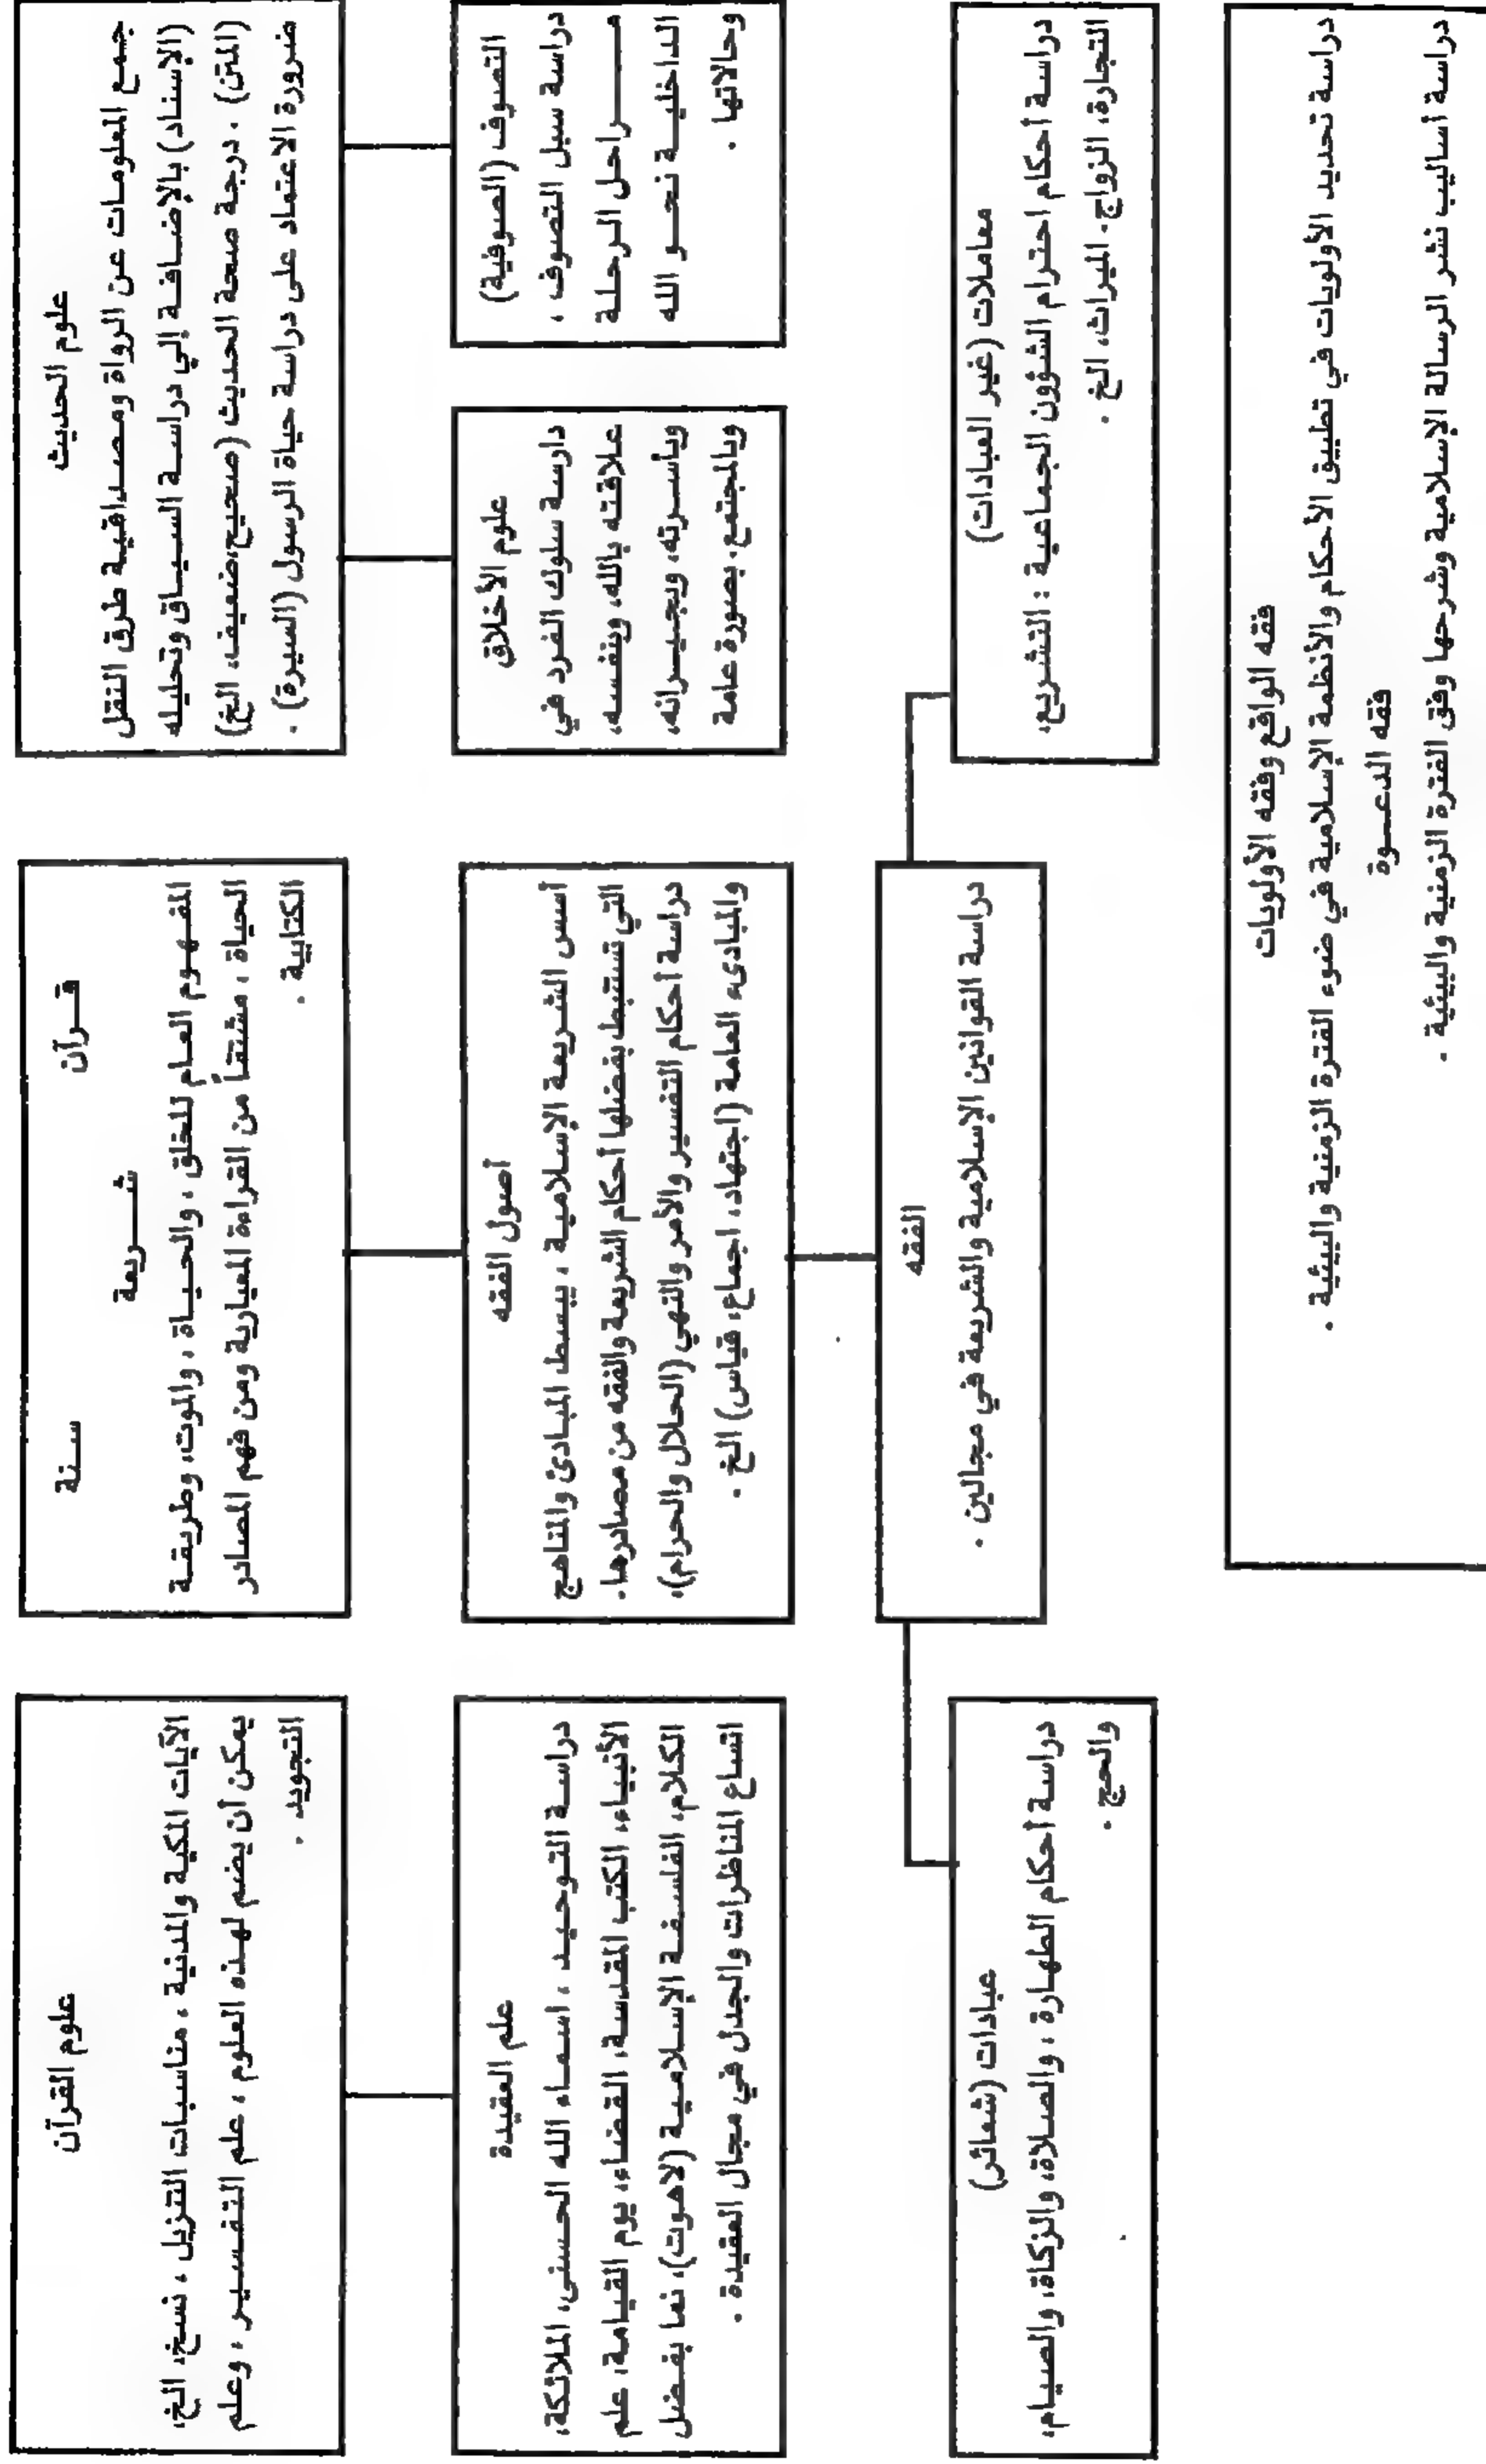 علوم الحديث
جمع المعلومات عن الرواة ومصداقية طرق النقل
(الإسناد) بالإضافة إلي دراسة السياق وتحليله
(المتن) . درجة صحة الحديث (صحيح، ضعيف، الخ)
ضرورة الاعتماد على دراسة حياة الرسول (السيرة) .
قرآن سنة
شريعة
المفهوم العام للخلق ، والحياة ، والموت، وطريقة
الحياة ، مشتقاً من القراءة المعيارية ومن فهم المصادر
الكتابية .
علوم القرآن
الآيات المكية والمدنية ، مناسبات التنزيل ، نسخ، الخ،
يمكن أن يضم لهذه العلوم ، علم التفسير ، وعلم
التجويد .
التصوف (الصوفية)
دراسة سبل التصوف ،
مراحل الرحلة
الداخلية نحو الله
وحالاتها .
علوم الأخلاق
دارسة سلوك الفرد في
علاقته بالله، وبنفسه،
وبأسرته، وبجيرانه،
وبالمجتمع، بصورة عامة
أصول الفقه
أسس الشريعة الإسلامية ، يبسط المبادئ والمناهج
التي تستنبط بفضلها أحكام الشريعة والفقه من مصادرها.
دراسة أحكام التفسير والأمر والنهي (الحلال والحرام)،
والمبادىء العامة (اجتهاد، اجماع، قياس) الخ .
علم العقيدة
دراسة التوحيد ، اسماء الله الحسنى، الملائكة،
الأنبياء، الكتب المقدسة، القضاء، يوم القيامة، علم
الكلام، الفلسفة الإسلامية (لاهوت)، نما بفضل
اتساع المناظرات والجدل في مجال العقيدة .
الفقه
دراسة القوانين الإسلامية والشريعة في مجالين .
معاملات (غير العبادات)
دراسة أحكام احترام الشؤون الجماعية : التشريع،
التجارة، الزواج، الميراث، الخ .
عبادات (شعائر)
دراسة أحكام الطهارة ، والصلاة، والزكاة، والصيام،
والحج .
فقه الواقع وفقه الأولويات
دراسة تحديد الأولويات في تطبيق الأحكام والأنظمة الإسلامية في ضوء الفترة الزمنية والبيئية .
فقه الدعوة
دراسة أساليب نشر الرسالة الإسلامية وشرحها وفق الفترة الزمنية والبيئية .